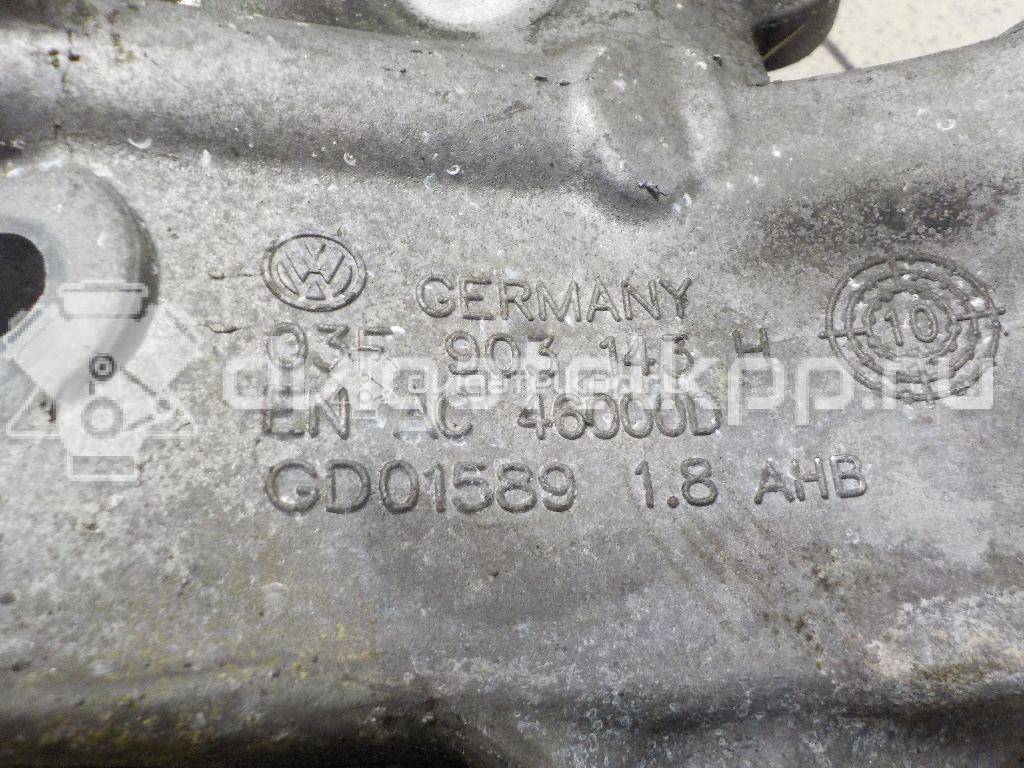 GERMANY
03F 903 143 H
EN AC 46000D
GD01589 1.8 AHB
10